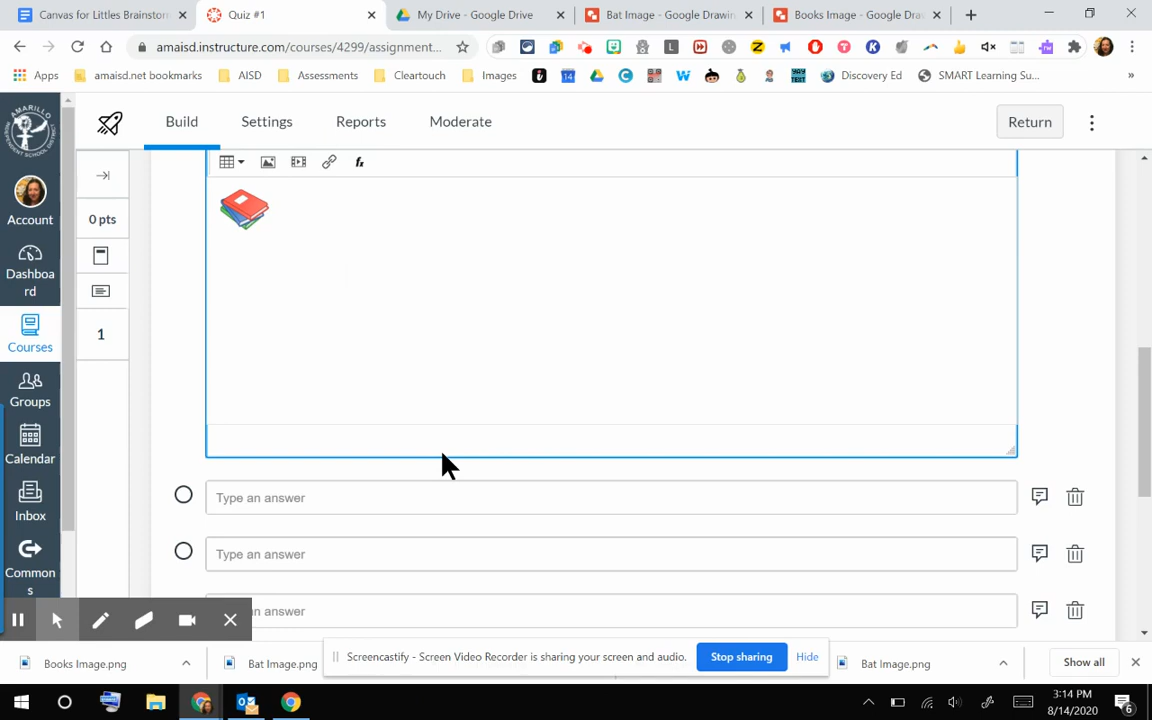 Canvas for Littles Brainstor
Quiz #1
My Drive - Google Drive
Bat Image - Google Drawin
Books Image - Google Dra
amaisd.instructure.com/courses/4299/assignment...
Apps
amaisd.net bookmarks
AISD
Assessments
Cleartouch
Images
Discovery Ed
SMART Learning Su...
Build
Settings
Reports
Moderate
Return
Account
Dashboa
rd
Courses
Groups
Calendar
Inbox
Common
s
0 pts
1
Type an answer
Type an answer
an answer
Screencastify - Screen Video Recorder is sharing your screen and audio.
Stop sharing
Hide
Books Image.png
Bat Image.png
Bat Image.png
Show all
3:14 PM
8/14/2020
6